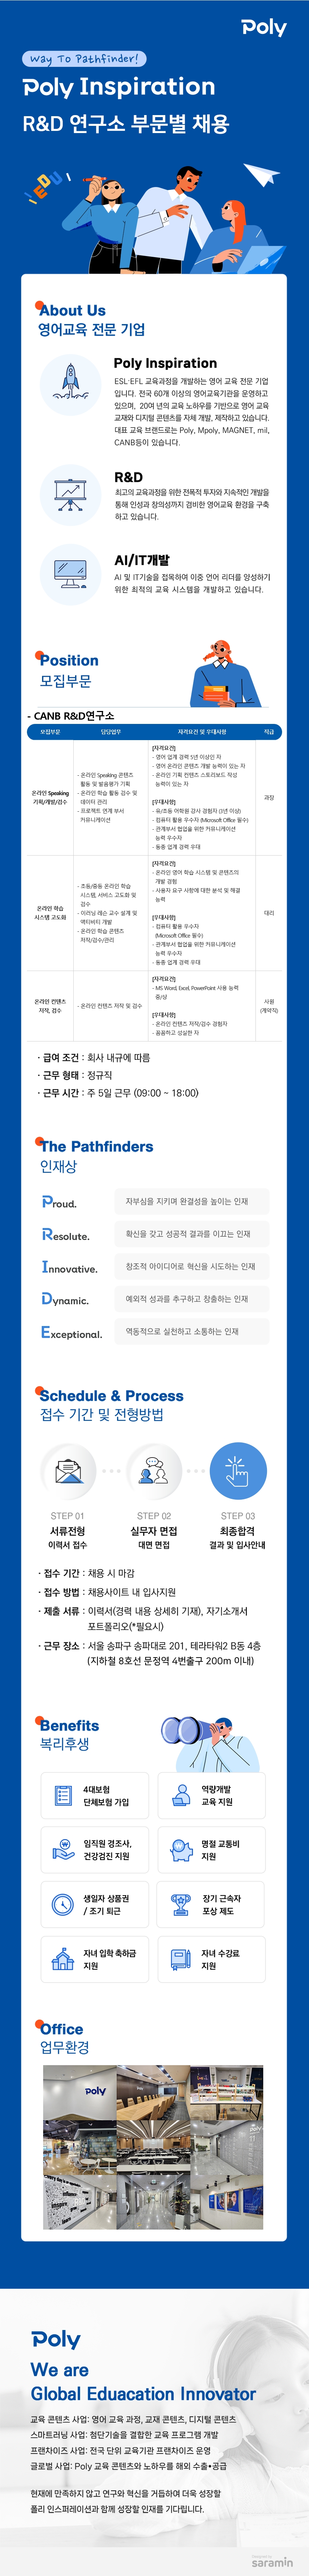 Poly
Way To Pathfinder!
Poly Inspiration
R&D 연구소 부문별 채용
EDU
About Us
영어교육 전문 기업
Poly Inspiration
ESL·EFL 교육과정을 개발하는 영어 교육 전문 기업
입니다. 전국 60개 이상의 영어교육기관을 운영하고
있으며, 20여 년의 교육 노하우를 기반으로 영어 교육
교재와 디지털 콘텐츠를 자체 개발, 제작하고 있습니다.
대표 교육 브랜드로는 Poly, Mpoly, MAGNET, mil,
CANB등이 있습니다.
R&D
최고의 교육과정을 위한 전폭적 투자와 지속적인 개발을
통해 인성과 창의성까지 겸비한 영어교육 환경을 구축
하고 있습니다.
AI/IT개발
AI 및 IT기술을 접목하여 이중 언어 리더를 양성하기
위한 최적의 교육 시스템을 개발하고 있습니다.
Position
모집부문
- CANB R&D연구소
모집부문 담당업무 자격요건 및 우대사항 직급
온라인 Speaking
기획/개발/검수
- 온라인 Speaking 콘텐츠
활동 및 발음평가 기획
- 온라인 학습 활동 검수 및
데이터 관리
- 프로젝트 연계 부서
커뮤니케이션
[자격요건]
- 영어 업계 경력 5년 이상인 자
- 영어 온라인 콘텐츠 개발 능력이 있는 자
- 온라인 기획 컨텐츠 스토리보드 작성
능력이 있는 자
[우대사항]
- 유/초등 어학원 강사 경험자 (3년 이상)
- 컴퓨터 활용 우수자 (Microsoft Office 필수)
- 관계부서 협업을 위한 커뮤니케이션
능력 우수자
- 동종 업계 경력 우대
과장
온라인 학습
시스템 고도화
- 초등/중등 온라인 학습
시스템, 서비스 고도화 및
검수
- 이러닝 레슨 교수 설계 및
액티비티 개발
- 온라인 학습 콘텐츠
저작/검수/관리
[자격요건]
- 온라인 영어 학습 시스템 및 콘텐츠의
개발 경험
- 사용자 요구 사항에 대한 분석 및 해결
능력
[우대사항]
- 컴퓨터 활용 우수자
(Microsoft Office 필수)
- 관계부서 협업을 위한 커뮤니케이션
능력 우수자
- 동종 업계 경력 우대
대리
온라인 컨텐츠
저작, 검수
- 온라인 컨텐츠 저작 및 검수
[자격요건]
- MS Word, Excel, PowerPoint 사용 능력
중/상
[우대사항]
- 온라인 컨텐츠 저작/검수 경험자
- 꼼꼼하고 성실한 자
사원
(계약직)
· 급여 조건 : 회사 내규에 따름
· 근무 형태 : 정규직
· 근무 시간 : 주 5일 근무 (09:00 ~ 18:00)
The Pathfinders
인재상
Proud. 자부심을 지키며 완결성을 높이는 인재
Resolute. 확신을 갖고 성공적 결과를 이끄는 인재
Innovative. 창조적 아이디어로 혁신을 시도하는 인재
Dynamic. 예외적 성과를 추구하고 창출하는 인재
Exceptional. 역동적으로 실천하고 소통하는 인재
Schedule & Process
접수 기간 및 전형방법
STEP 01 STEP 02 STEP 03
서류전형 실무자 면접 최종합격
이력서 접수 대면 면접 결과 및 입사안내
· 접수 기간 : 채용 시 마감
· 접수 방법 : 채용사이트 내 입사지원
· 제출 서류 : 이력서(경력 내용 상세히 기재), 자기소개서
포트폴리오(*필요시)
· 근무 장소 : 서울 송파구 송파대로 201, 테라타워2 B동 4층
(지하철 8호선 문정역 4번출구 200m 이내)
Benefits
복리후생
4대보험
단체보험 가입
역량개발
교육 지원
임직원 경조사,
건강검진 지원
명절 교통비
지원
생일자 상품권
/ 조기 퇴근
장기 근속자
포상 제도
자녀 입학 축하금
지원
자녀 수강료
지원
Office
업무환경
Poly
Poly
We are
Global Eduacation Innovator
교육 콘텐츠 사업: 영어 교육 과정, 교재 콘텐츠, 디지털 콘텐츠
스마트러닝 사업: 첨단기술을 결합한 교육 프로그램 개발
프랜차이즈 사업: 전국 단위 교육기관 프랜차이즈 운영
글로벌 사업: Poly 교육 콘텐츠와 노하우를 해외 수출•공급
현재에 만족하지 않고 연구와 혁신을 거듭하여 더욱 성장할
폴리 인스퍼레이션과 함께 성장할 인재를 기다립니다.
saramin